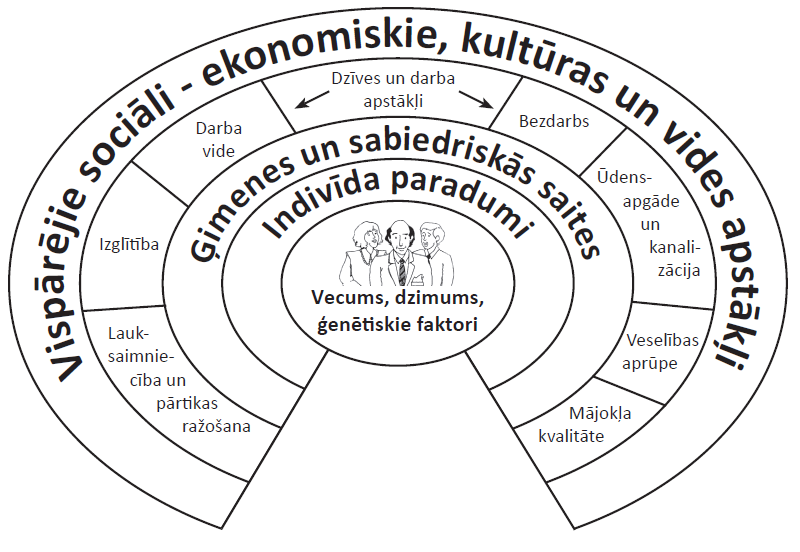 Vispārējie sociāli - ekonomiskie, kultūras un vides apstākļi
Dzīves un darba
apstākļi
Darba
vide
Bezdarbs
Izglītība
Ūdens-
apgāde
un
kanali-
zācija
Lauk-
saimnie-
cība un
pārtikas
ražošana
Veselības
aprūpe
Mājokļa
kvalitāte
Ģimenes un sabiedriskās saites
Indivīda paradumi
Vecums, dzimums,
ģenētiskie faktori